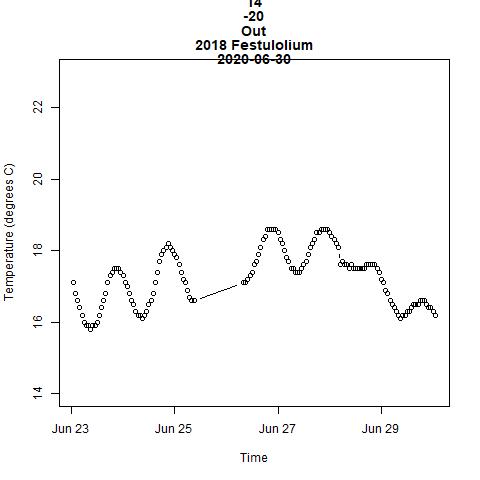 14
-20
Out
2018 Festulolium
2020-06-30
Temperature (degrees C)
22
20
18
16
14
Jun 23
Jun 25
Jun 27
Jun 29
Time